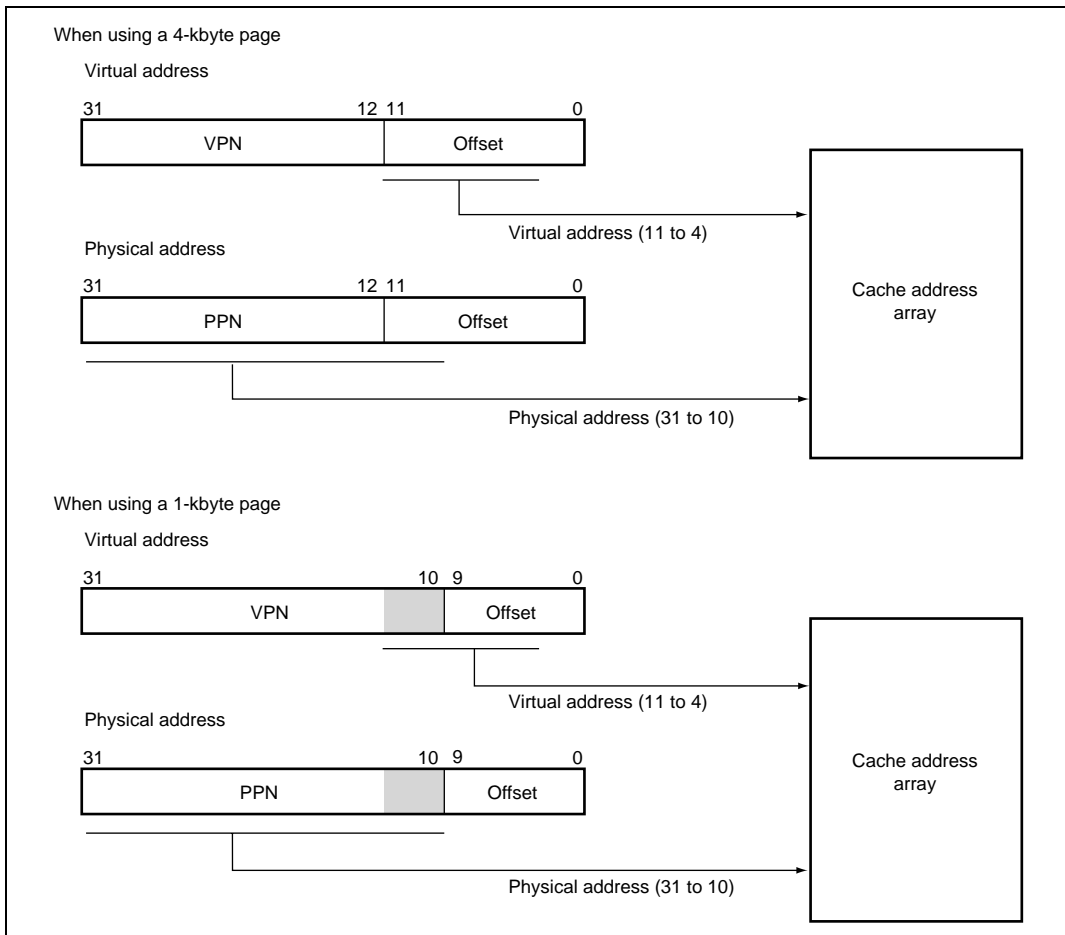 When using a 4-kbyte page
Virtual address
31 12 11 0
VPN Offset
Virtual address (11 to 4)
Physical address
31 12 11 0
PPN Offset
Physical address (31 to 10)
Cache address
array
When using a 1-kbyte page
Virtual address
31 10 9 0
VPN Offset
Virtual address (11 to 4)
Physical address
31 10 9 0
PPN Offset
Physical address (31 to 10)
Cache address
array